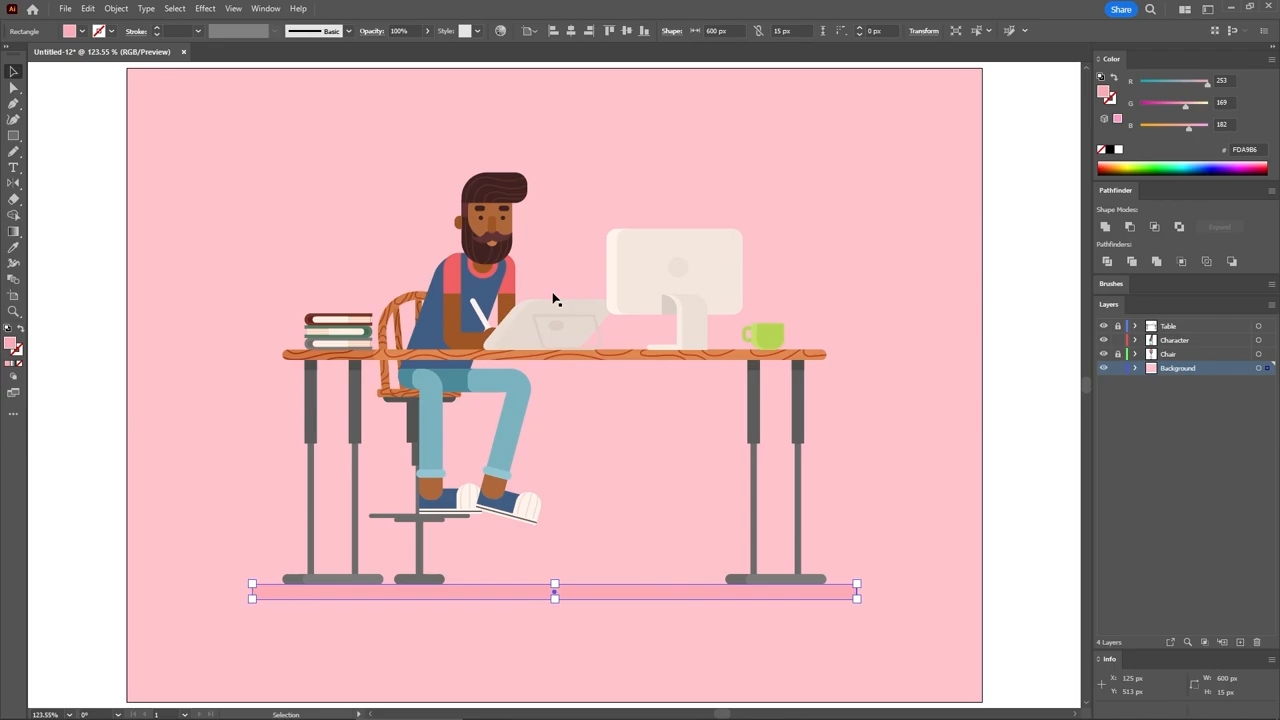 Ai File Edit Object Type Select Effect View Window Help Share
Rectangle Stroke: Basic Opacity: 100% Style: Shape: 600 px 15 px 0 px Transform
Untitled-12* @ 123.55 % (RGB/Preview) ×
Color
R 253
G 169
B 182
# FDA9B6
Pathfinder
Shape Modes:
Expand
Pathfinders:
Brushes
Layers
Table
Character
Chair
Background
4 Layers
Info
X: 125 px W: 600 px
Y: 513 px H: 15 px
123.55% 0° 1 Selection